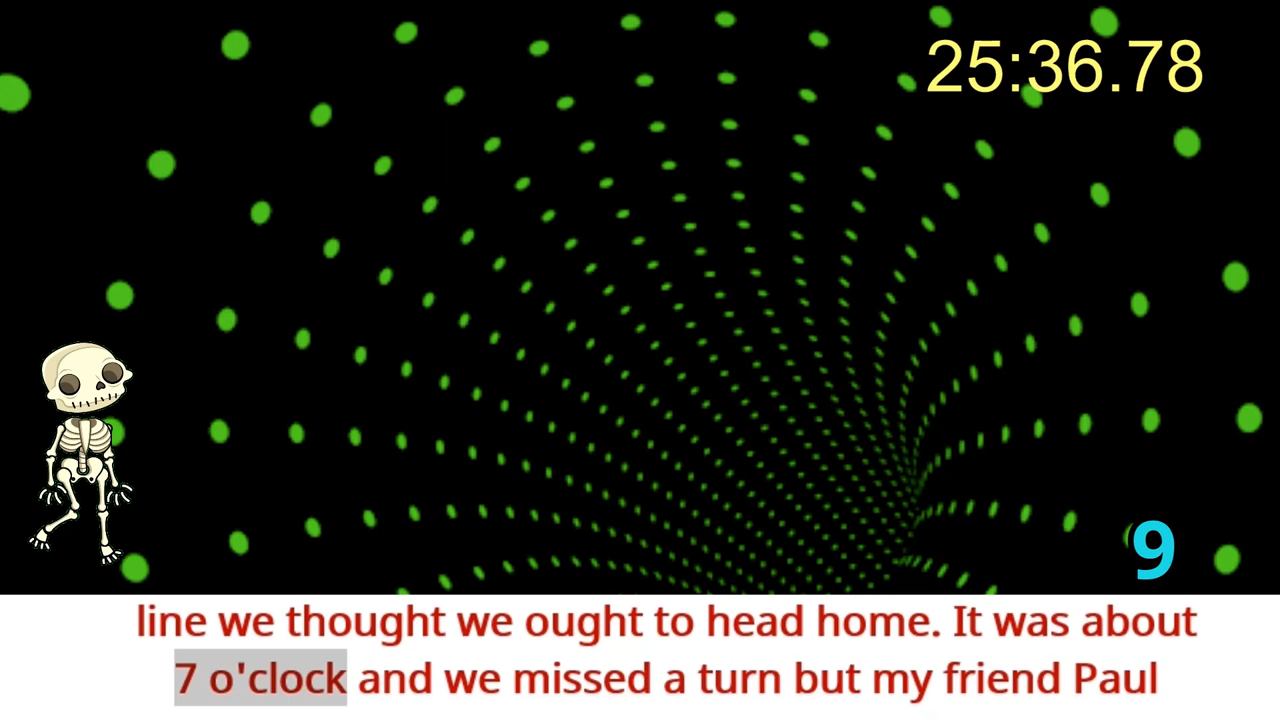 25:36.78
9
line we thought we ought to head home. It was about
7 o'clock and we missed a turn but my friend Paul